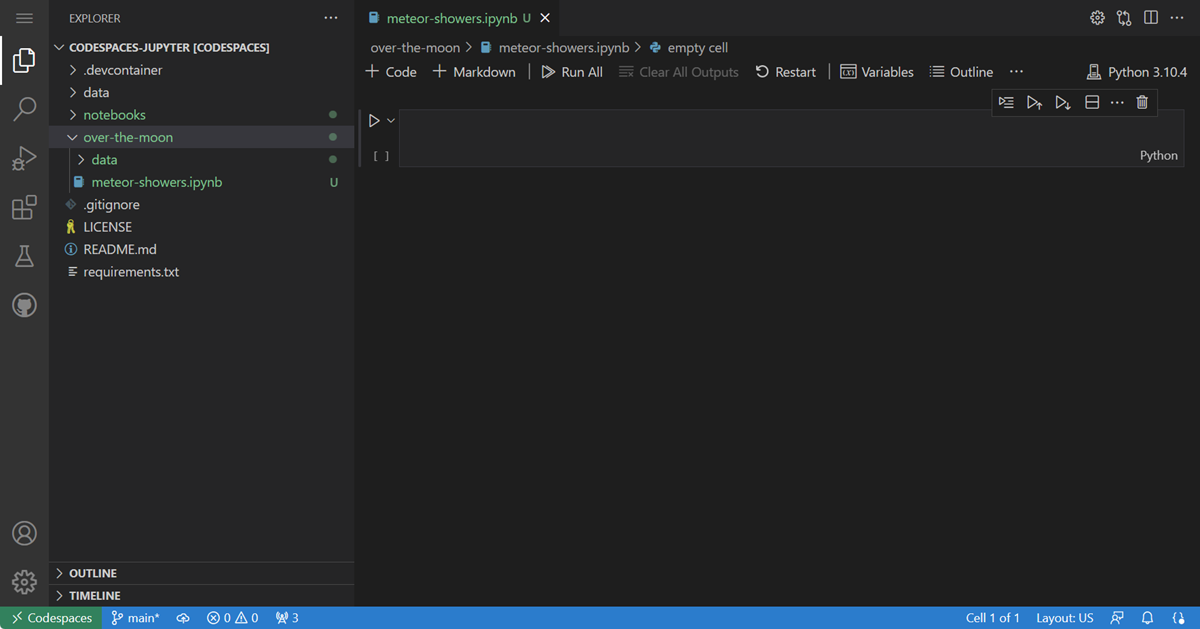 EXPLORER
CODESPACES-JUPYTER [CODESPACES]
.devcontainer
data
notebooks
over-the-moon
data
meteor-showers.ipynb U
.gitignore
LICENSE
README.md
requirements.txt
OUTLINE
TIMELINE
meteor-showers.ipynb U
over-the-moon > meteor-showers.ipynb > empty cell
+ Code + Markdown Run All Clear All Outputs Restart Variables Outline ... Python 3.10.4
[ ]
Python
Codespaces main* 0 0 3 Cell 1 of 1 Layout: US